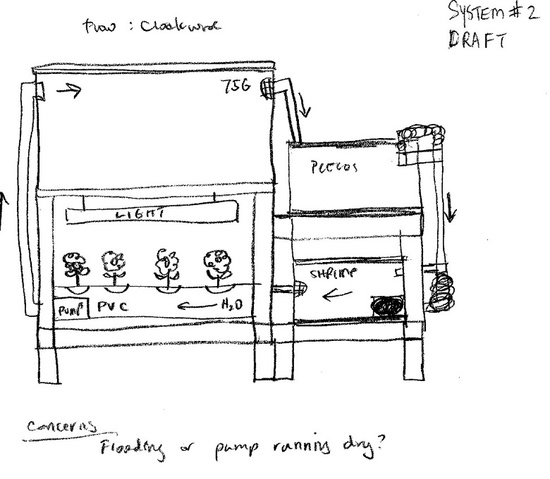 SYSTEM # 2
DRAFT
flow : Clockwise
75G
PLECOS
LIGHT
SHRIMP
PUMP PVC H2O
Concerns
Flooding or pump running dry?